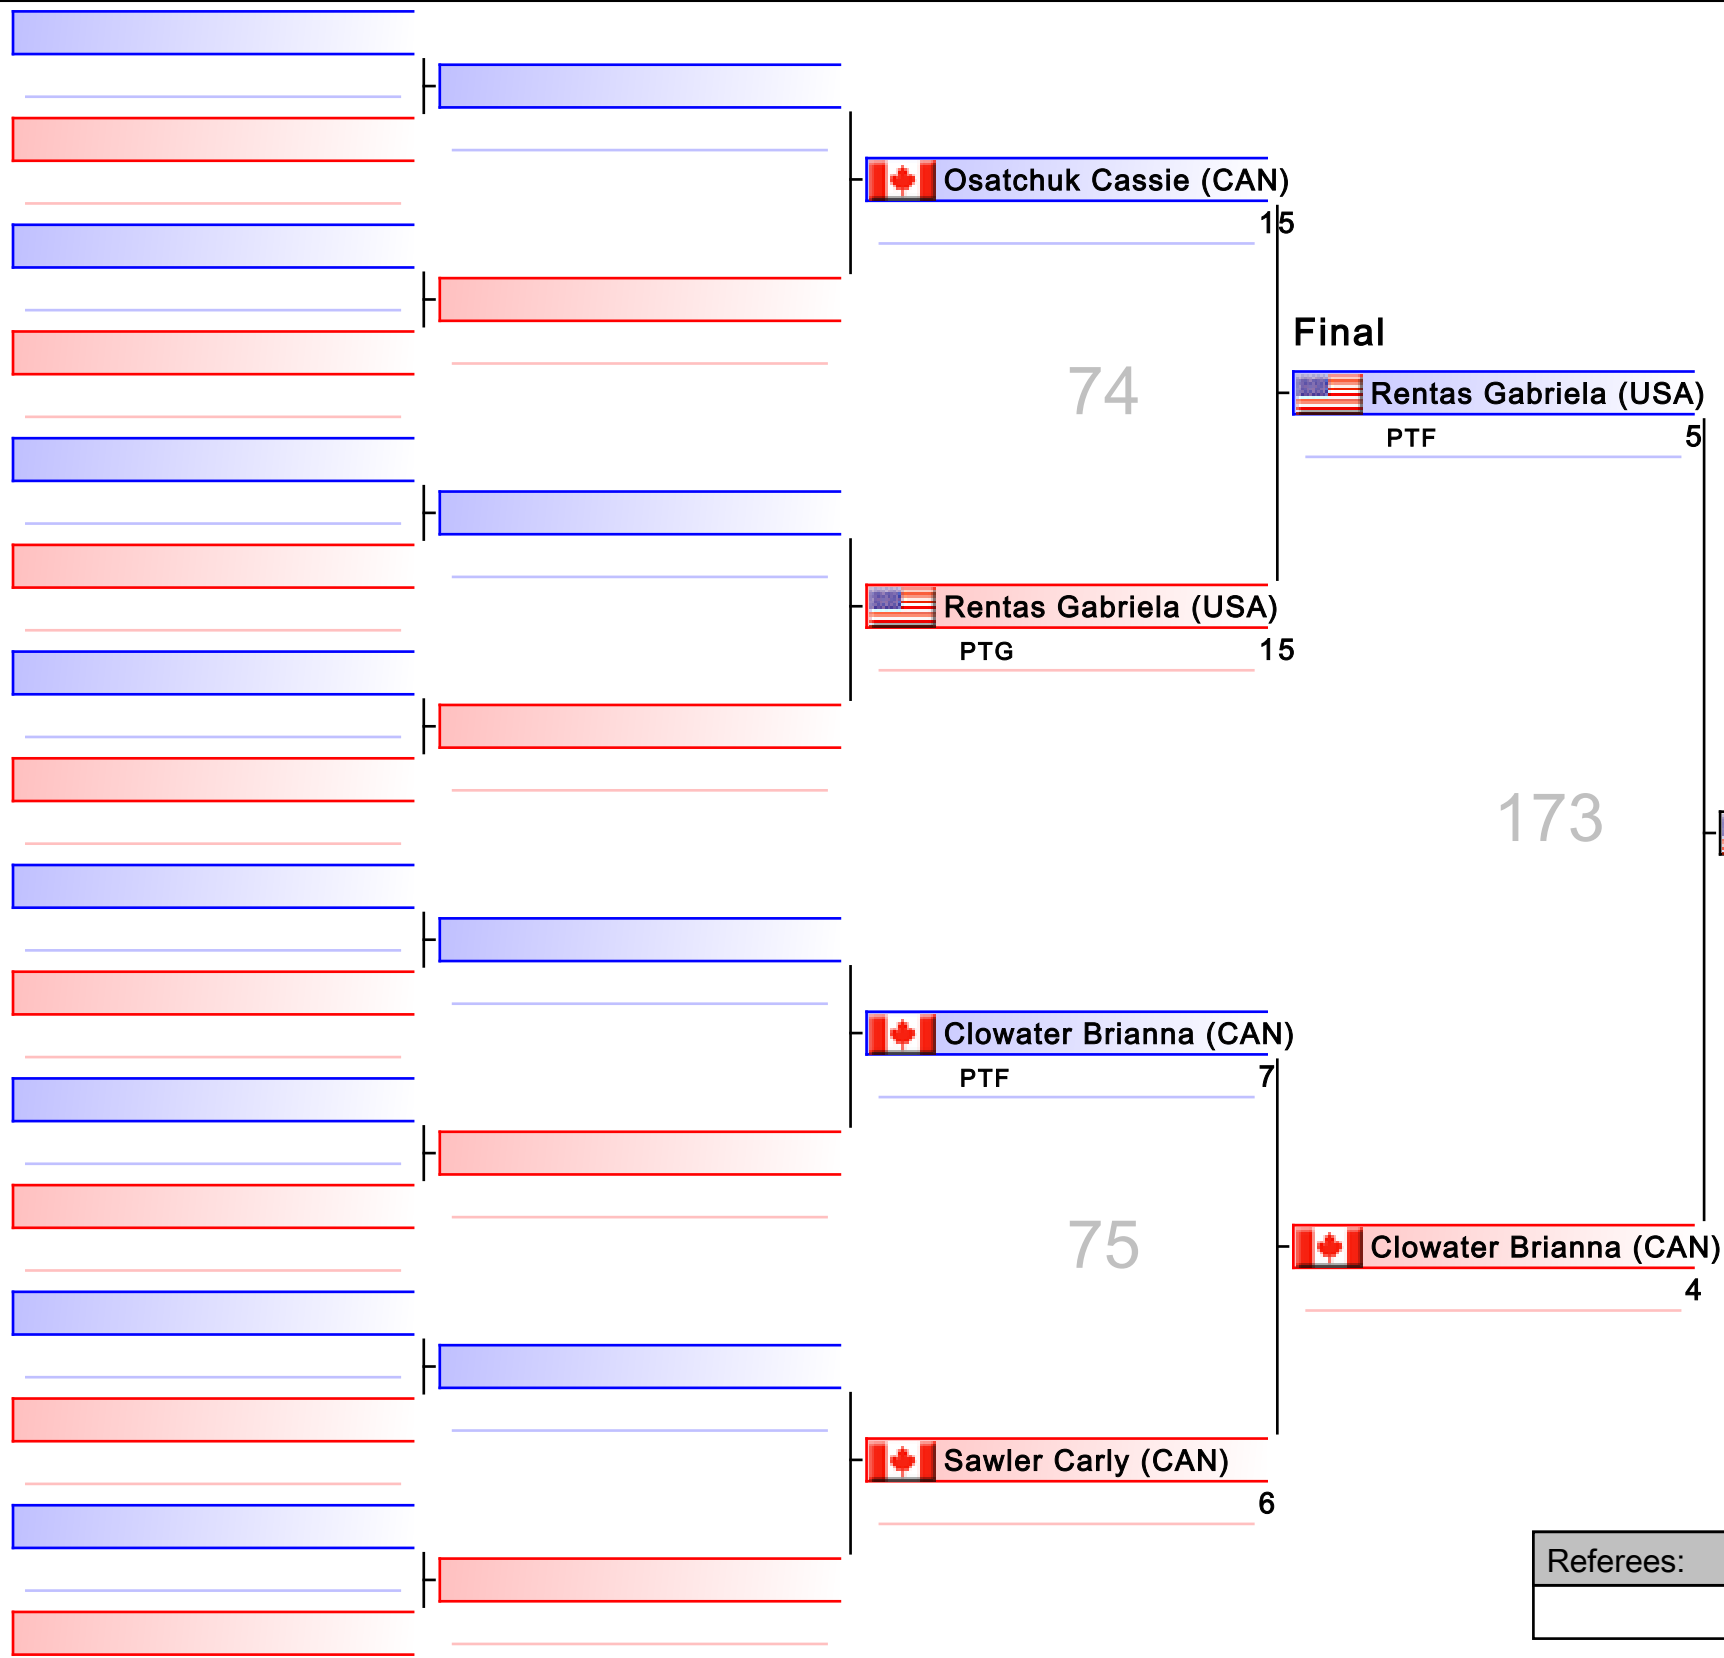 Osatchuk Cassie (CAN)
15
74
Rentas Gabriela (USA)
PTG 15
Final
Rentas Gabriela (USA)
PTF 5
173
Clowater Brianna (CAN)
PTF 7
75
Clowater Brianna (CAN)
4
Sawler Carly (CAN)
6
Referees: